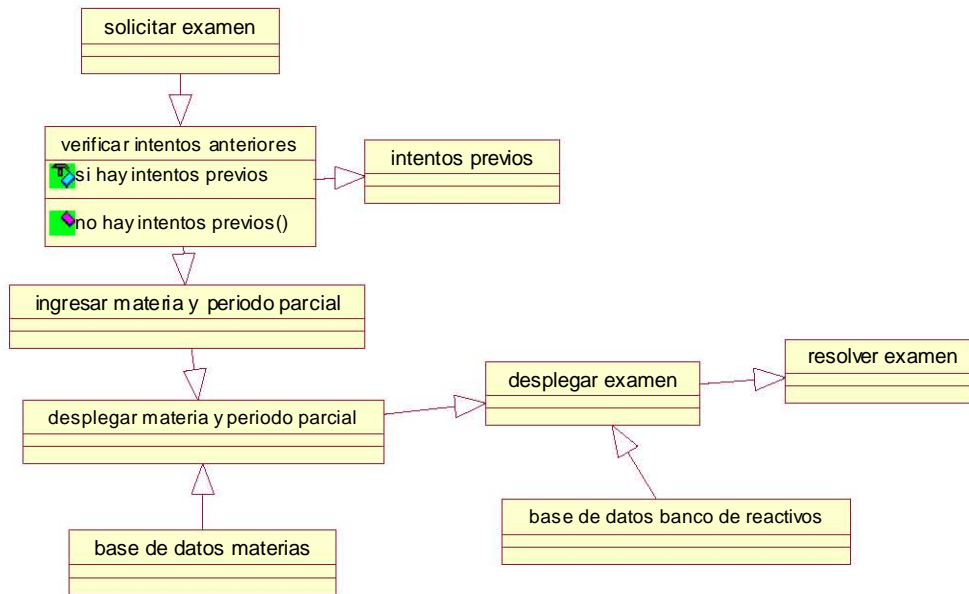 solicitar examen
verificar intentos anteriores
si hay intentos previos
no hay intentos previos()
intentos previos
ingresar materia y periodo parcial
desplegar materia y periodo parcial
desplegar examen
resolver examen
base de datos banco de reactivos
base de datos materias